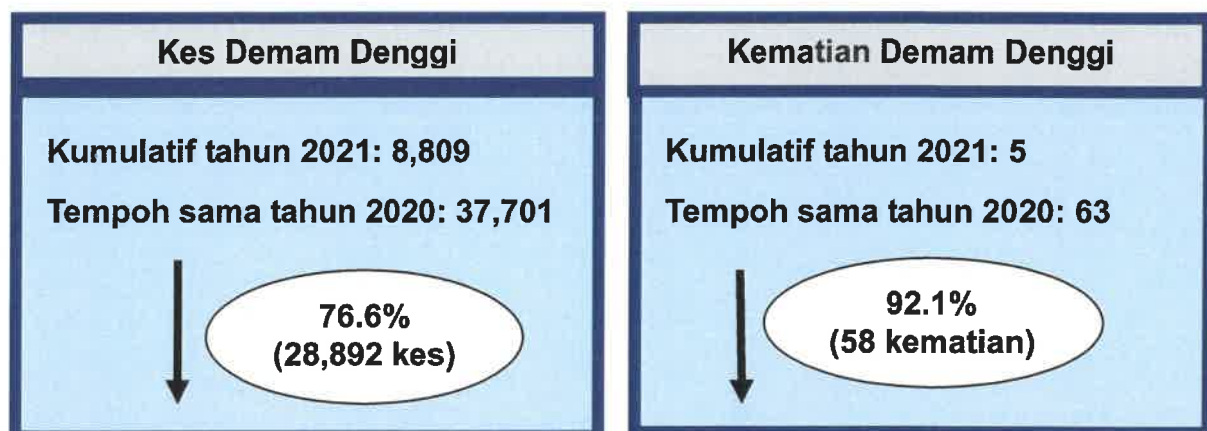 Kes Demam Denggi
Kumulatif tahun 2021: 8,809
Tempoh sama tahun 2020: 37,701
76.6%
(28,892 kes)
Kematian Demam Denggi
Kumulatif tahun 2021: 5
Tempoh sama tahun 2020: 63
92.1%
(58 kematian)